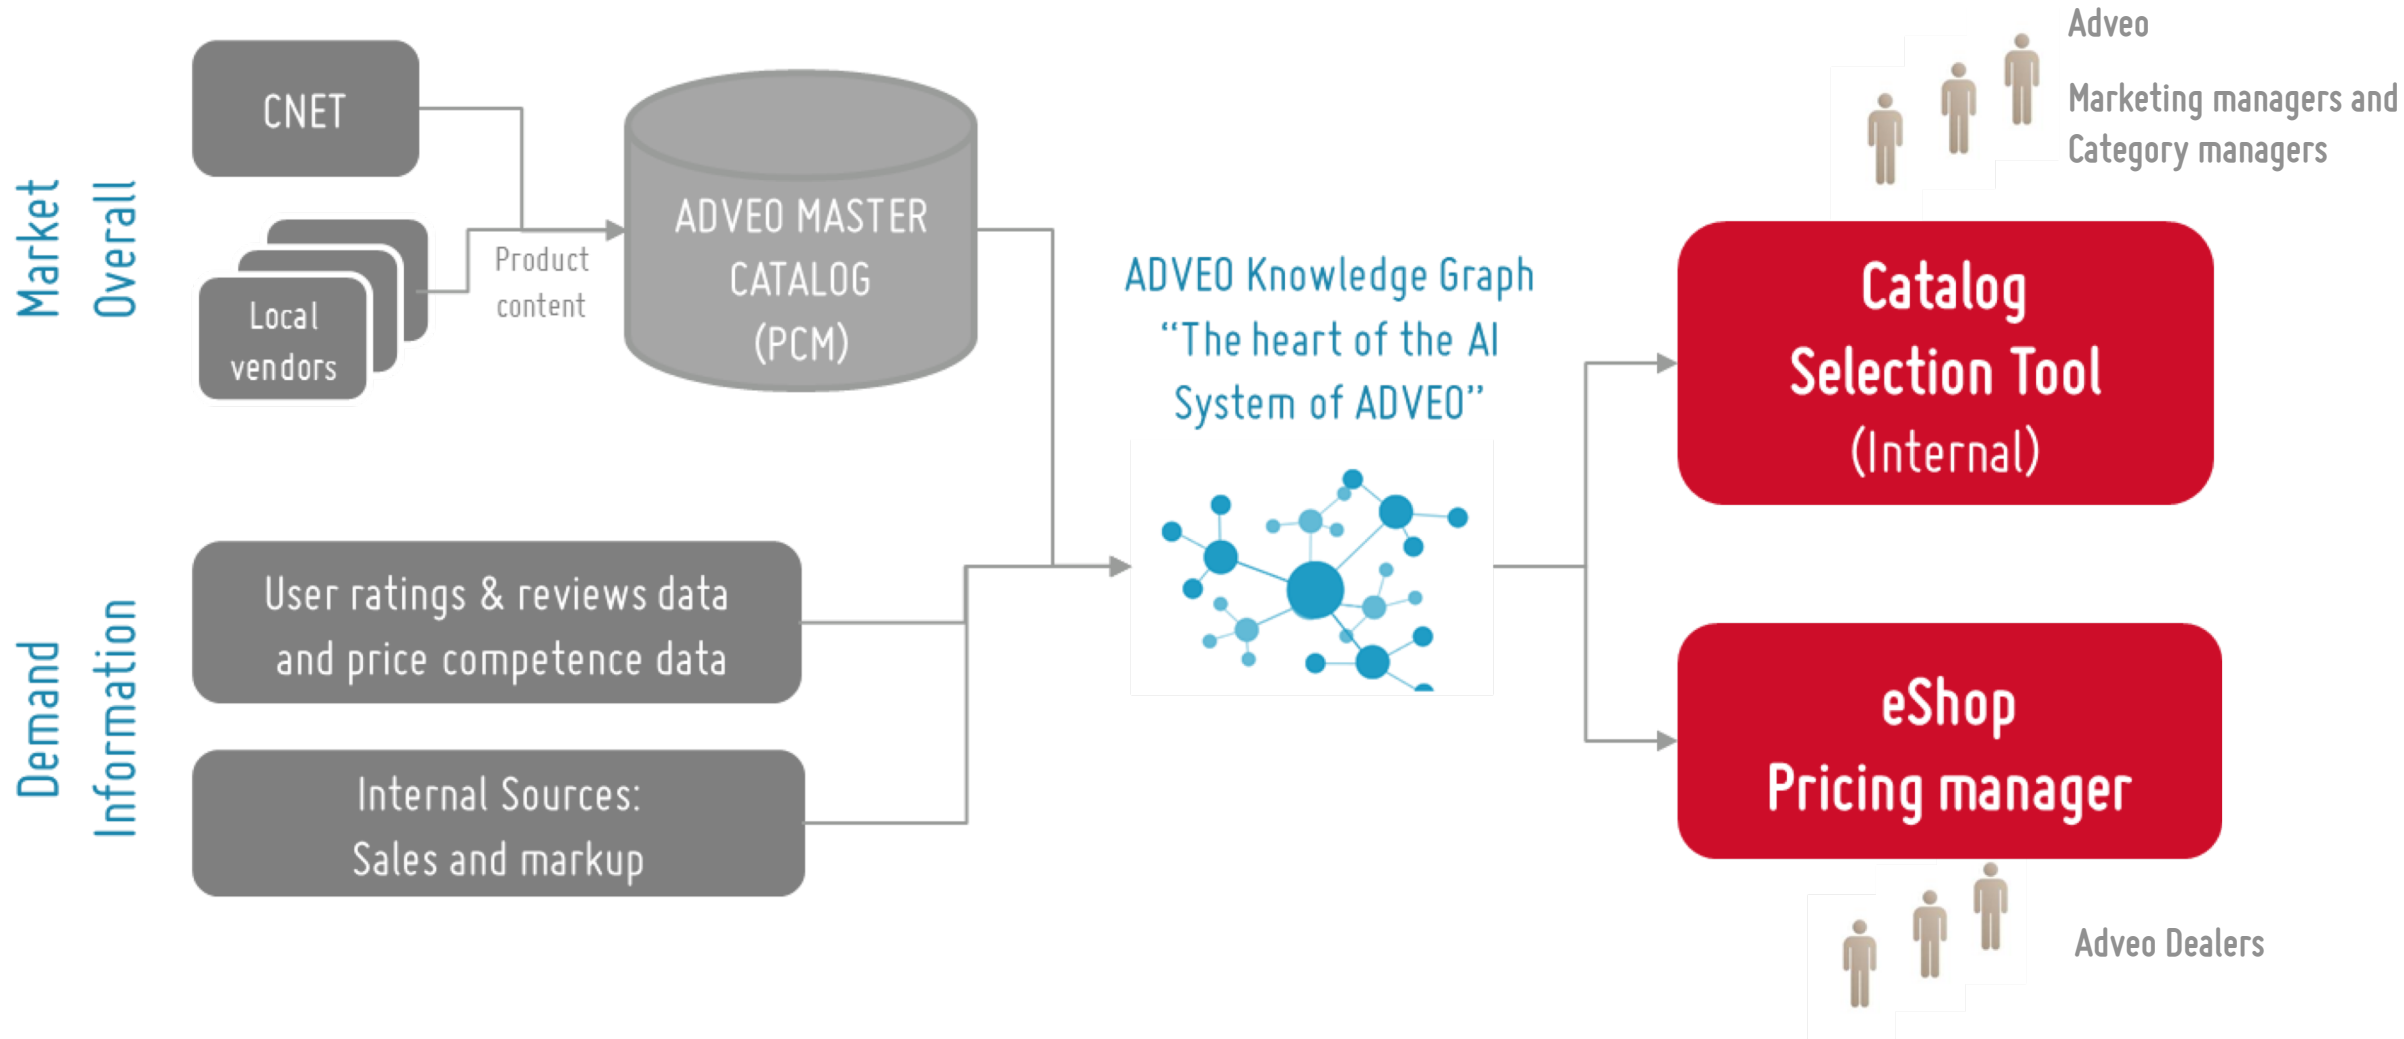 Market
Overall
CNET
Local
vendors
Product
content
ADVEO MASTER
CATALOG
(PCM)
Demand
Information
User ratings & reviews data
and price competence data
Internal Sources:
Sales and markup
ADVEO Knowledge Graph
“The heart of the AI
System of ADVEO”
Adveo
Marketing managers and
Category managers
Catalog
Selection Tool
(Internal)
eShop
Pricing manager
Adveo Dealers